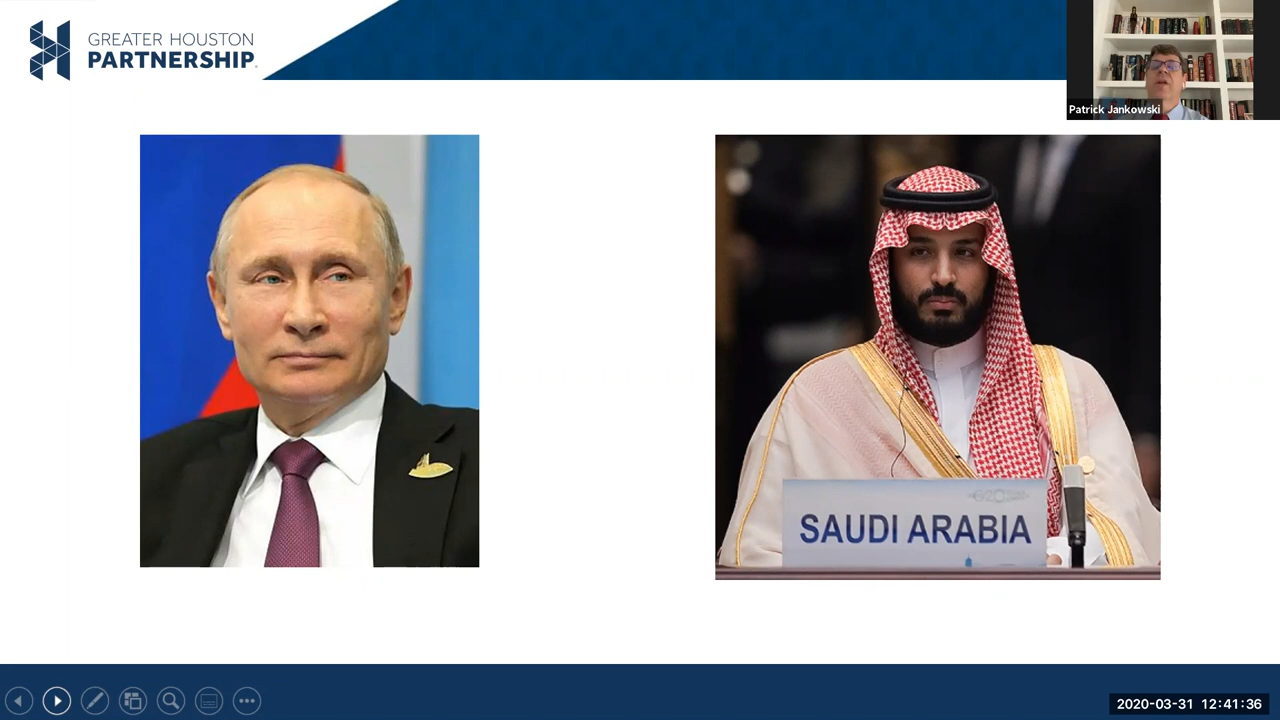 GREATER HOUSTON
PARTNERSHIP
Patrick Jankowski
SAUDI ARABIA
2020-03-31 12:41:36